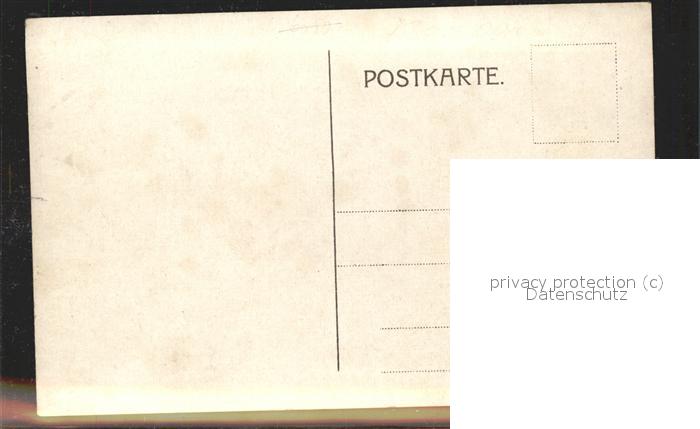 POSTKARTE.
privacy protection (c)
Datenschutz